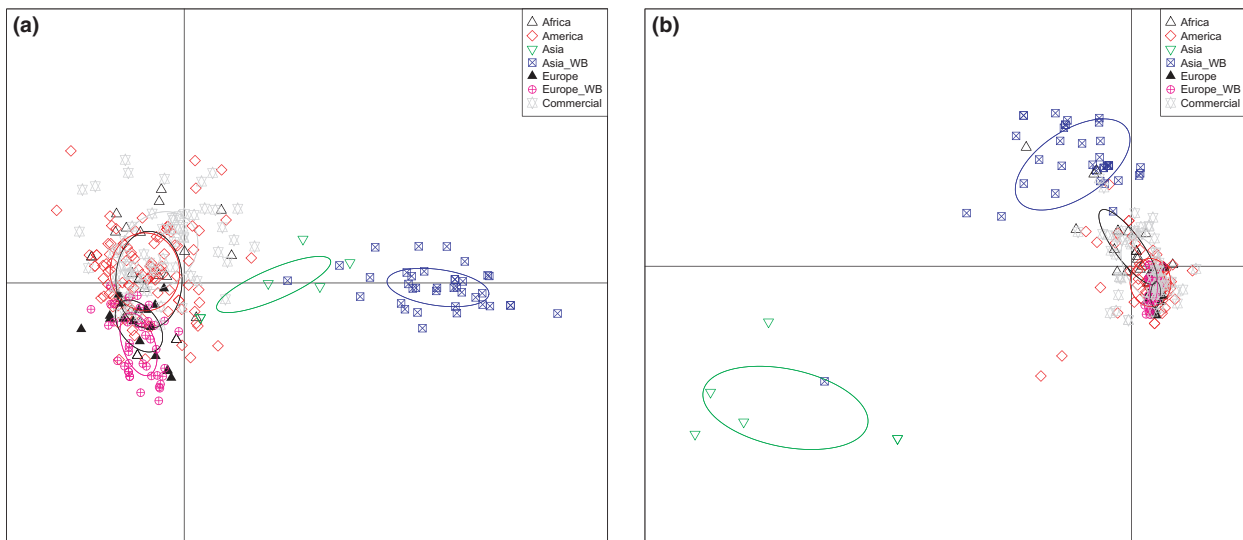 (a)
Africa
America
Asia
Asia_WB
Europe
Europe_WB
Commercial
(b)
Africa
America
Asia
Asia_WB
Europe
Europe_WB
Commercial